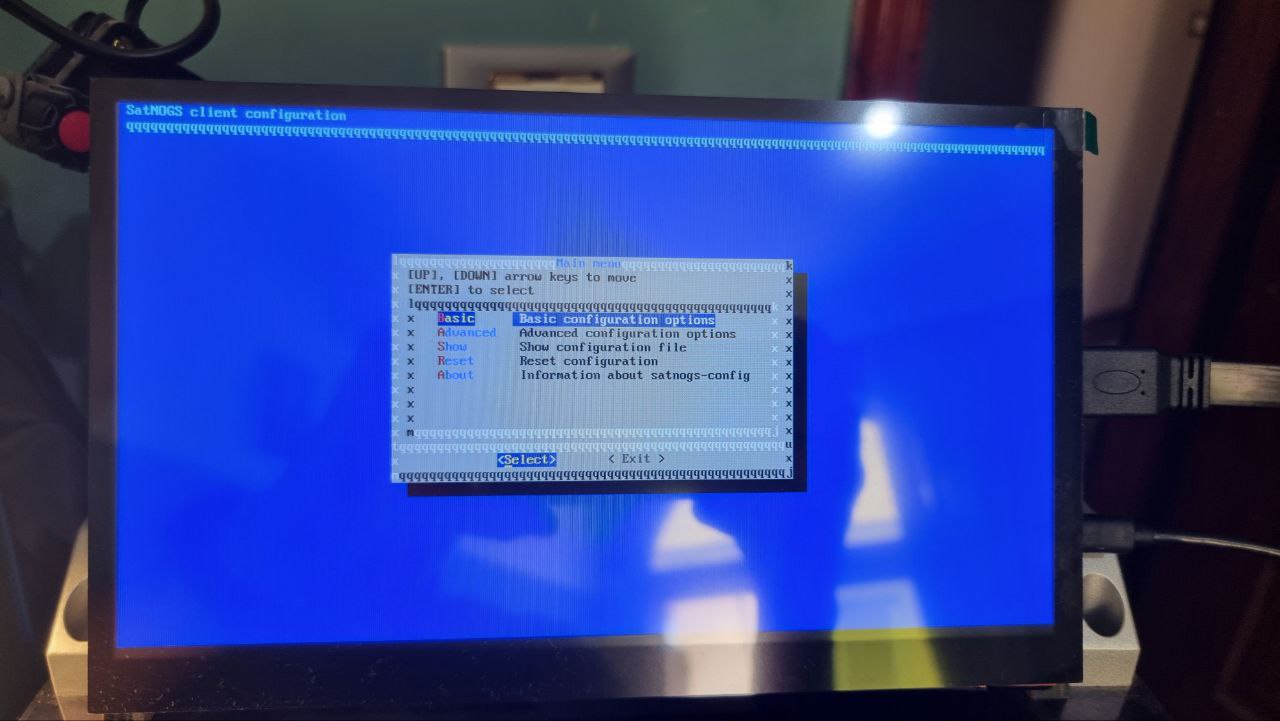 SatNOGS client configuration
Main menu
[UP], [DOWN] arrow keys to move
[ENTER] to select
Basic Basic configuration options
Advanced Advanced configuration options
Show Show configuration file
Reset Reset configuration
About Information about satnogs-config
<Select> < Exit >